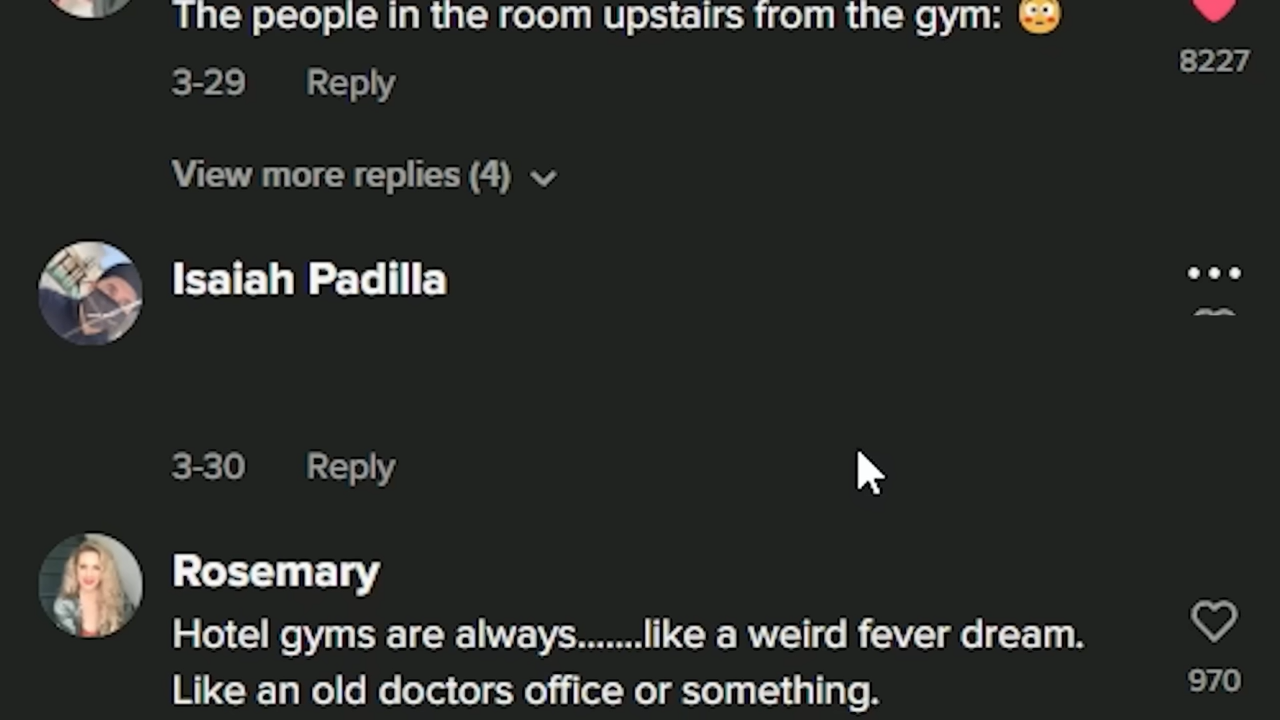 The people in the room upstairs from the gym: 😳
8227
3-29 Reply
View more replies (4)
Isaiah Padilla
3-30 Reply
Rosemary
Hotel gyms are always.......like a weird fever dream.
Like an old doctors office or something.
970